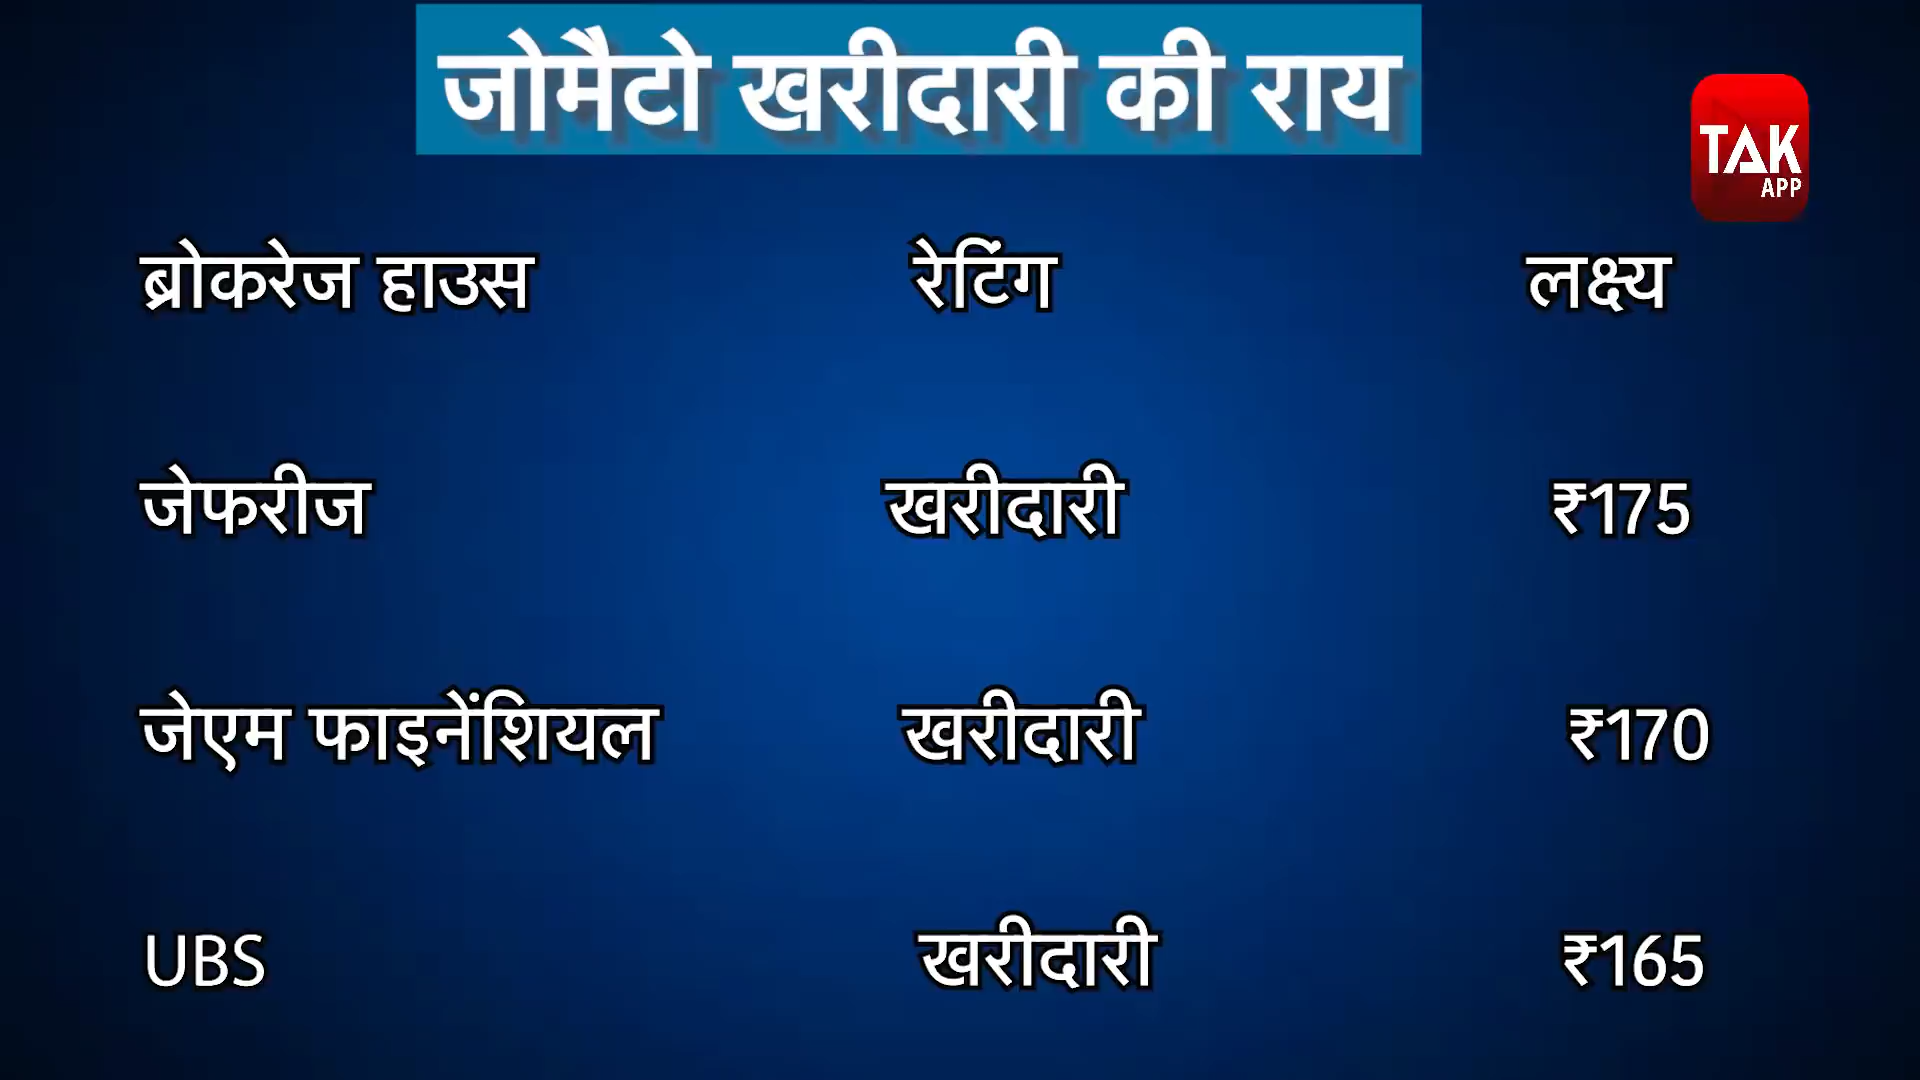 जोमैटो खरीदारी की राय
TAK
APP
ब्रोकरेज हाउस रेटिंग लक्ष्य
जेफरीज खरीदारी ₹175
जेएम फाइनेंशियल खरीदारी ₹170
UBS खरीदारी ₹165